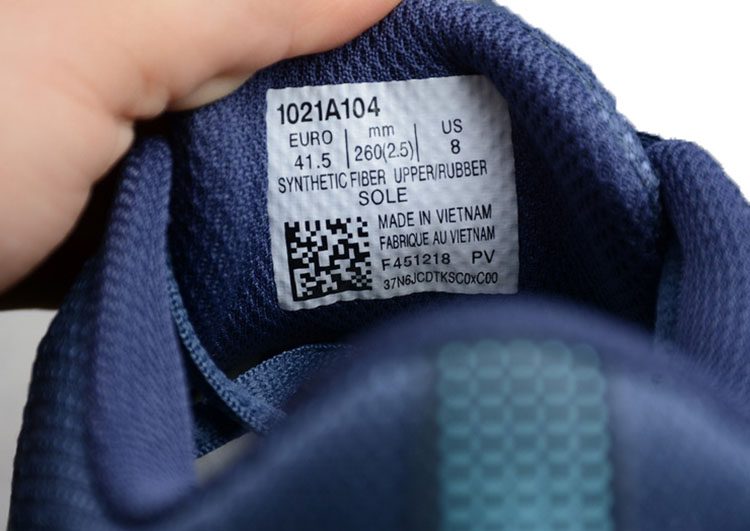 1021A104
EURO mm US
41.5 260(2.5) 8
SYNTHETIC FIBER UPPER/RUBBER
SOLE
MADE IN VIETNAM
FABRIQUE AU VIETNAM
F451218 PV
37N6JCDTKSC0xC00